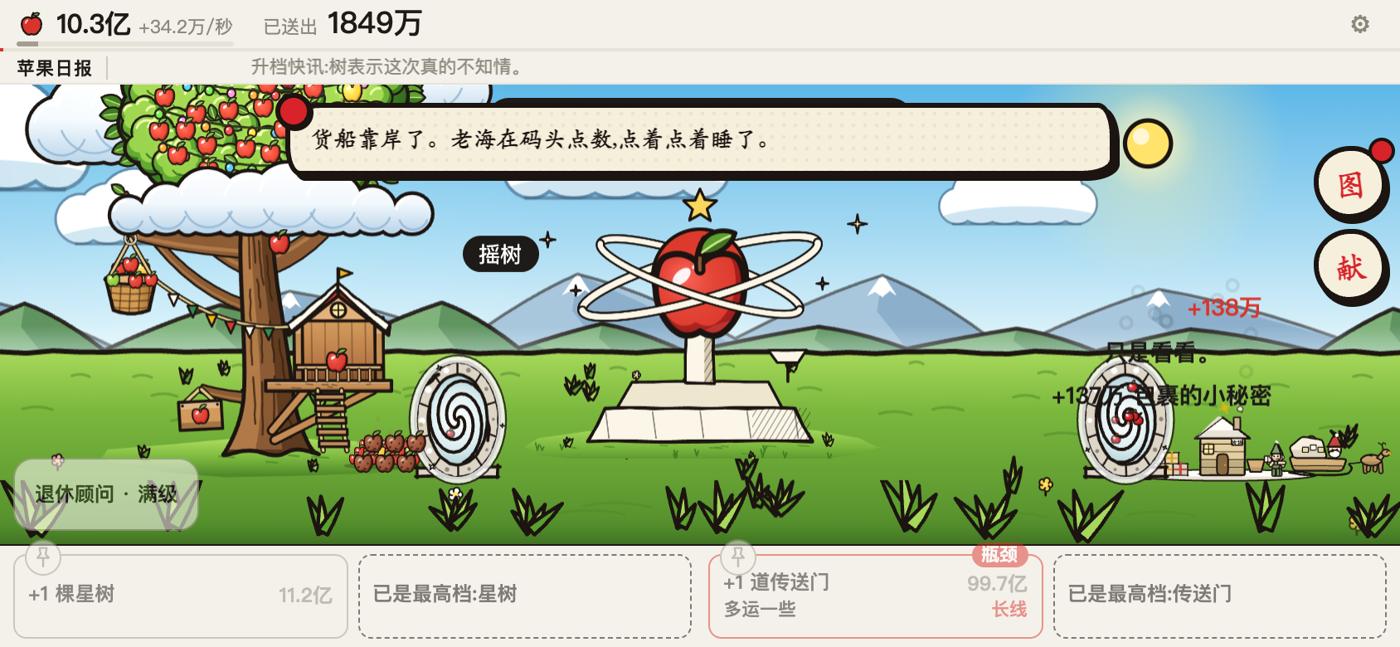 10.3亿 +34.2万/秒 已送出 1849万
苹果日报 升档快讯:树表示这次真的不知情。
货船靠岸了。老海在码头点数,点着点着睡了。
图
摇树
献
+138万
只是看看。
+137万 包裹的小秘密
退休顾问 · 满级
瓶颈
+1 棵星树 11.2亿
已是最高档:星树
+1 道传送门 99.7亿
多运一些 长线
已是最高档:传送门